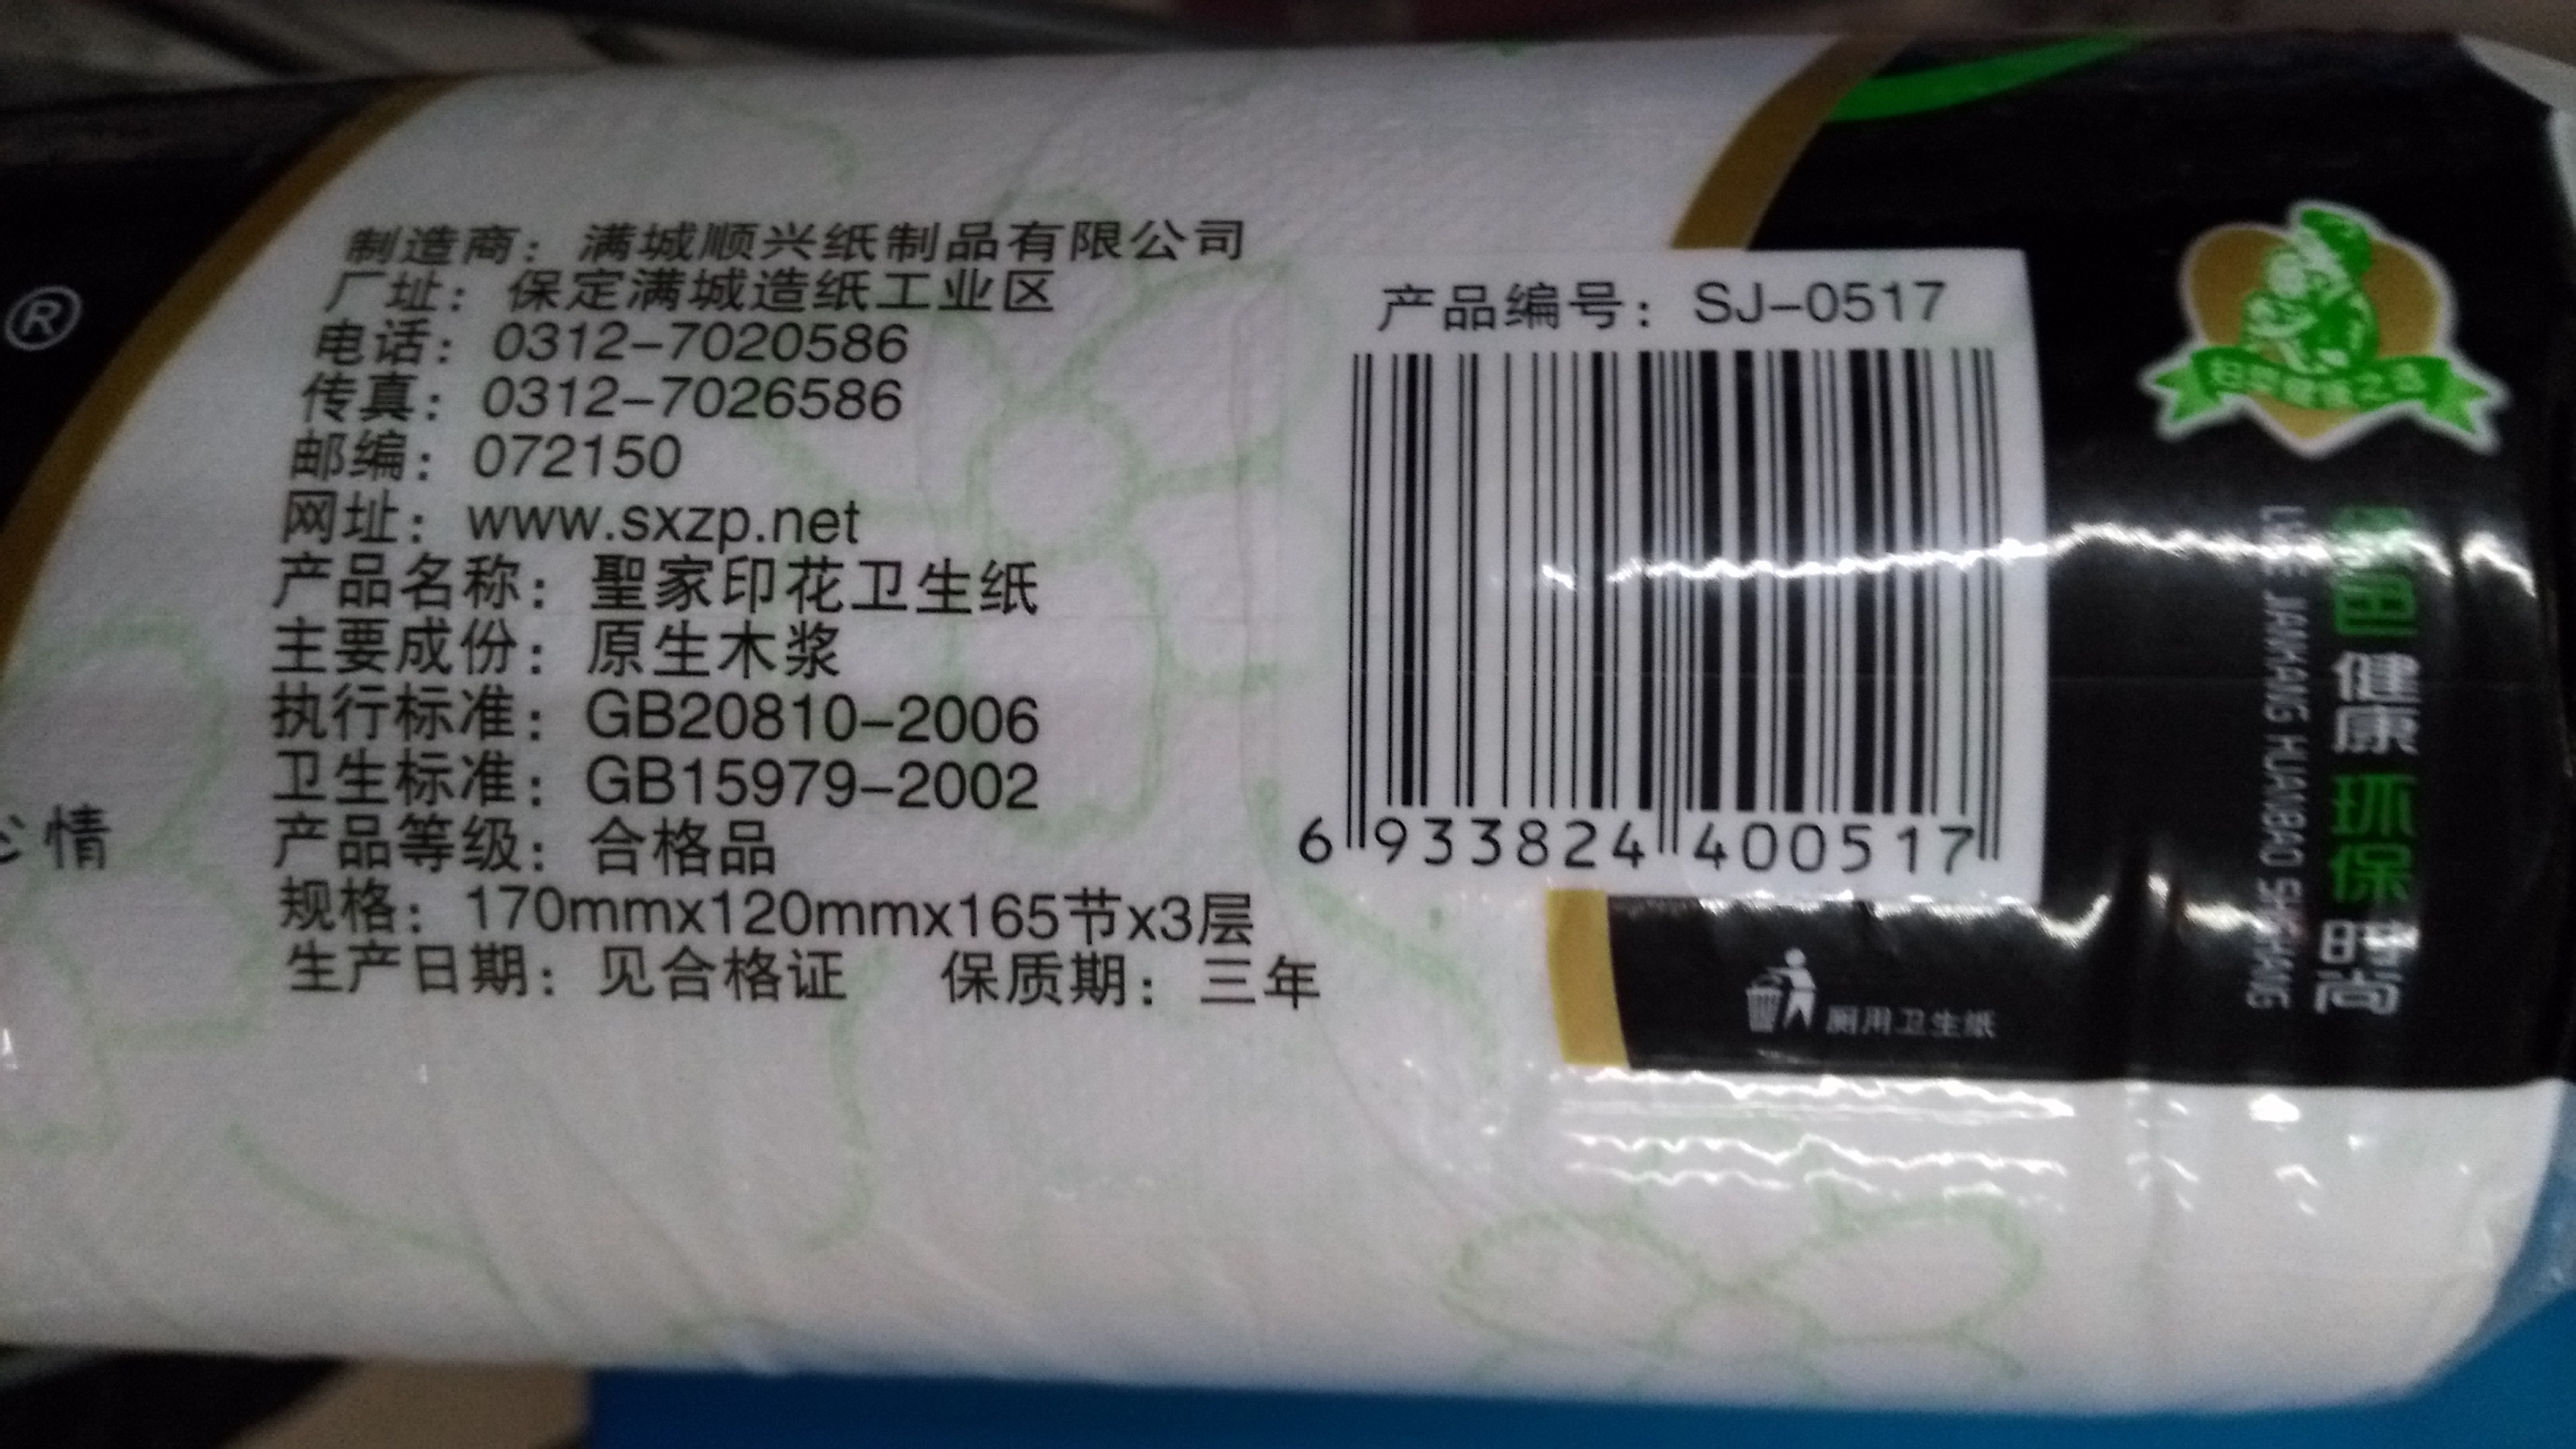 ®
情
制造商：满城顺兴纸制品有限公司
厂址：保定满城造纸工业区
电话：0312-7020586
传真：0312-7026586
邮编：072150
网址：www.sxzp.net
产品名称：聖家印花卫生纸
主要成份：原生木浆
执行标准：GB20810-2006
卫生标准：GB15979-2002
产品等级：合格品
规格：170mmx120mmx165节x3层
生产日期：见合格证 保质期：三年
产品编号：SJ-0517
6 933824 400517
厕用卫生纸
绿色 健康 环保 时尚
JIANKANG HUANBAO SHISHANG